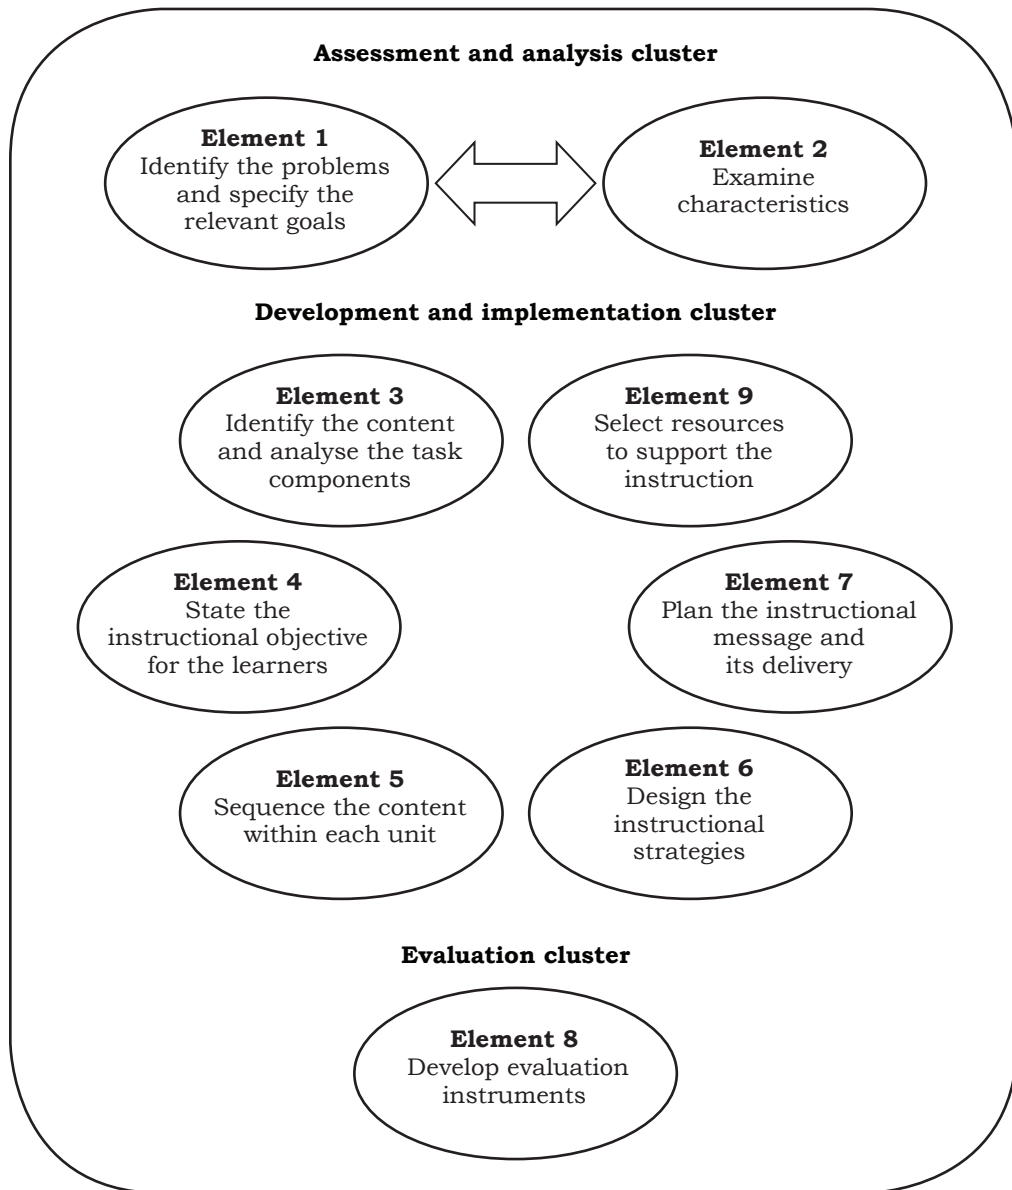 Assessment and analysis cluster
Element 1
Identify the problems
and specify the
relevant goals
Element 2
Examine
characteristics
Development and implementation cluster
Element 3
Identify the content
and analyse the task
components
Element 9
Select resources
to support the
instruction
Element 4
State the
instructional objective
for the learners
Element 7
Plan the instructional
message and
its delivery
Element 5
Sequence the content
within each unit
Element 6
Design the
instructional
strategies
Evaluation cluster
Element 8
Develop evaluation
instruments